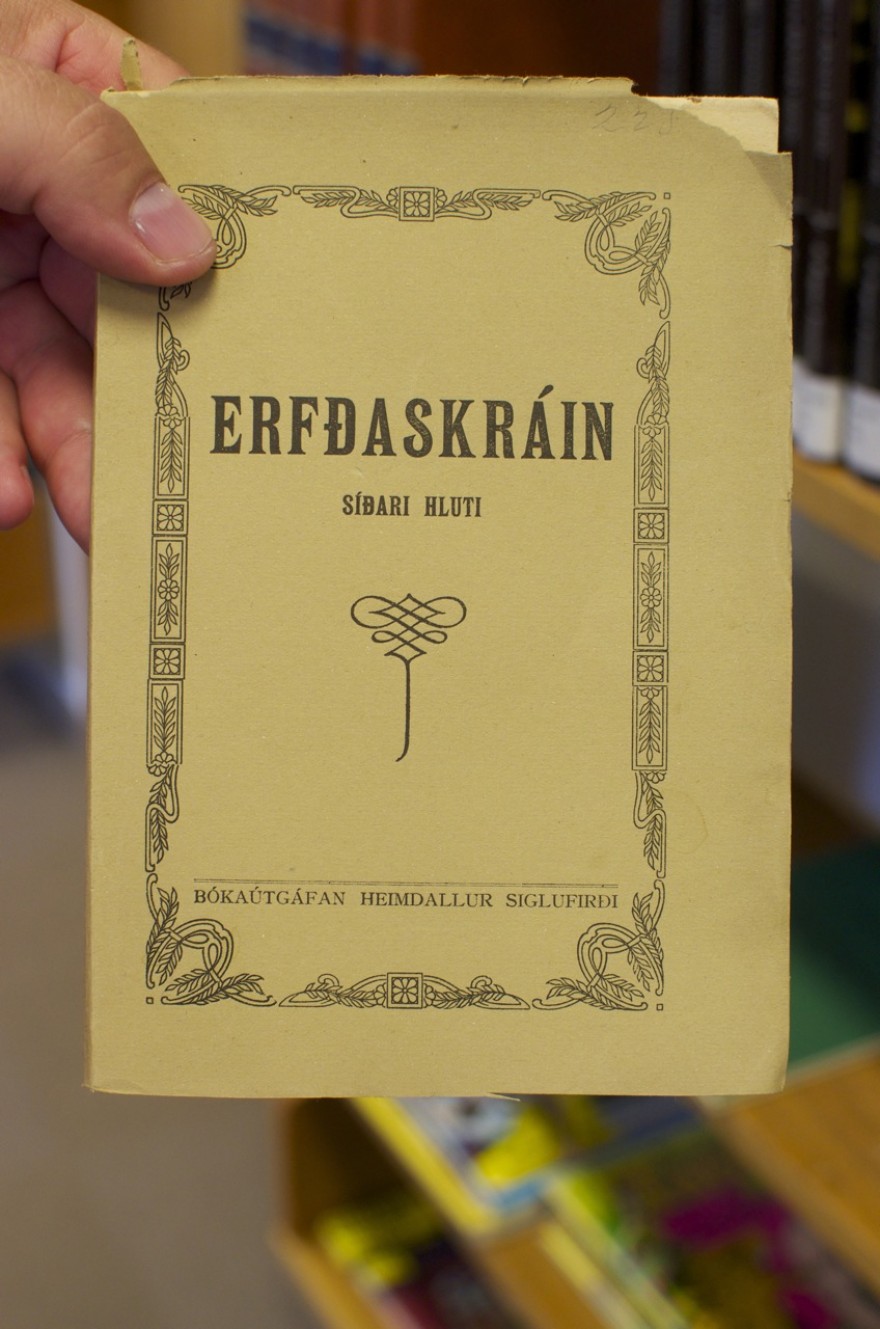 ERFÐASKRÁIN
SÍÐARI HLUTI
BÓKAÚTGÁFAN HEIMDALLUR SIGLUFIRÐI